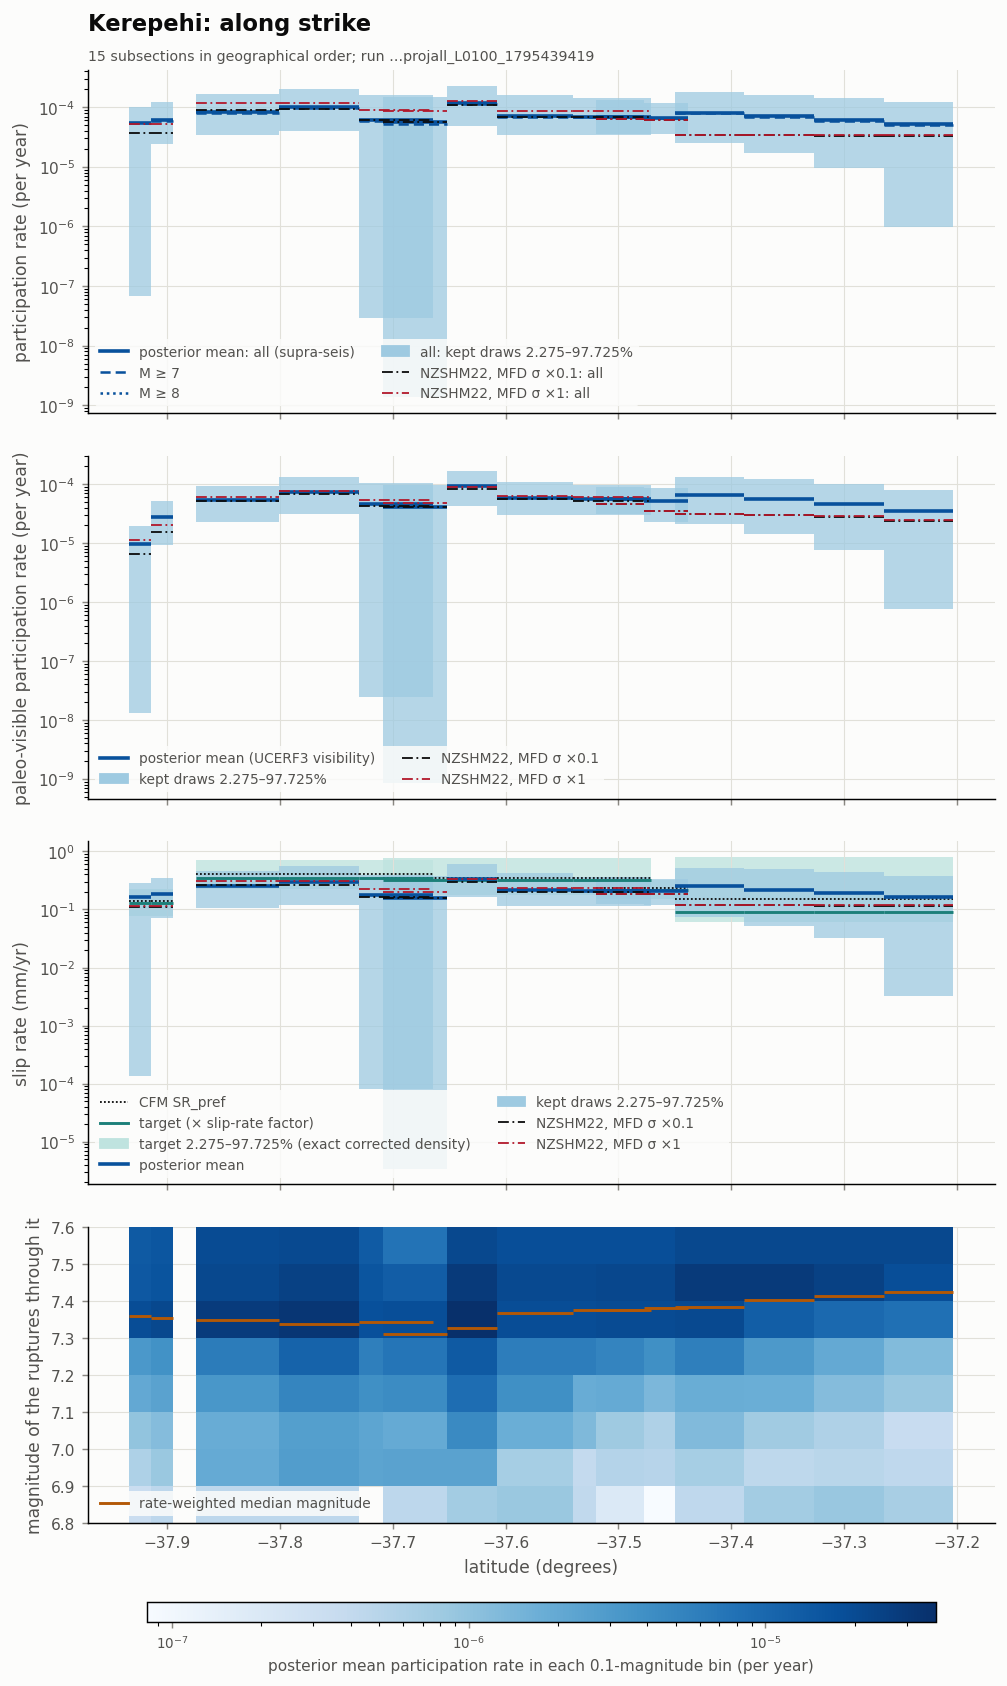 Kerepehi: along strike
15 subsections in geographical order; run ...projall_L0100_1795439419
participation rate (per year)
10⁻⁴
10⁻⁵
10⁻⁶
10⁻⁷
10⁻⁸
10⁻⁹
posterior mean: all (supra-seis)
M ≥ 7
M ≥ 8
all: kept draws 2.275–97.725%
NZSHM22, MFD σ ×0.1: all
NZSHM22, MFD σ ×1: all
paleo-visible participation rate (per year)
10⁻⁴
10⁻⁵
10⁻⁶
10⁻⁷
10⁻⁸
10⁻⁹
posterior mean (UCERF3 visibility)
kept draws 2.275–97.725%
NZSHM22, MFD σ ×0.1
NZSHM22, MFD σ ×1
slip rate (mm/yr)
10⁰
10⁻¹
10⁻²
10⁻³
10⁻⁴
10⁻⁵
CFM SR_pref
target (× slip-rate factor)
target 2.275–97.725% (exact corrected density)
posterior mean
kept draws 2.275–97.725%
NZSHM22, MFD σ ×0.1
NZSHM22, MFD σ ×1
magnitude of the ruptures through it
7.6
7.5
7.4
7.3
7.2
7.1
7.0
6.9
6.8
rate-weighted median magnitude
−37.9 −37.8 −37.7 −37.6 −37.5 −37.4 −37.3 −37.2
latitude (degrees)
10⁻⁷ 10⁻⁶ 10⁻⁵
posterior mean participation rate in each 0.1-magnitude bin (per year)